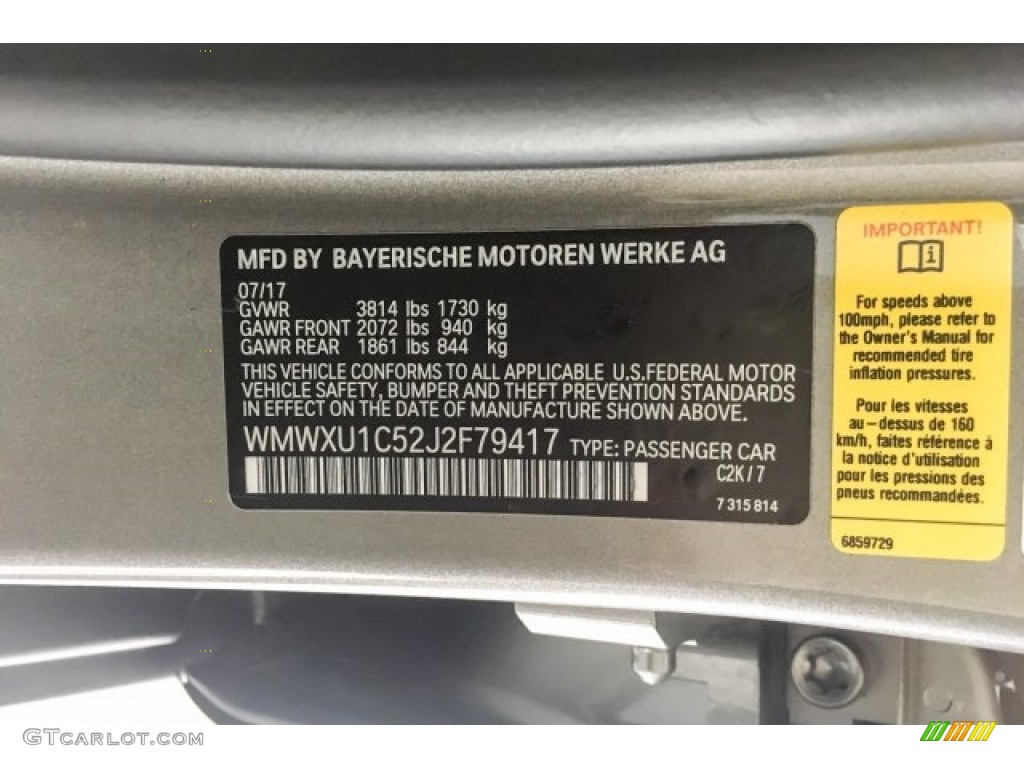 MFD BY BAYERISCHE MOTOREN WERKE AG
07/17
GVWR 3814 lbs 1730 kg
GAWR FRONT 2072 lbs 940 kg
GAWR REAR 1861 lbs 844 kg
THIS VEHICLE CONFORMS TO ALL APPLICABLE U.S.FEDERAL MOTOR
VEHICLE SAFETY, BUMPER AND THEFT PREVENTION STANDARDS
IN EFFECT ON THE DATE OF MANUFACTURE SHOWN ABOVE.
WMWXU1C52J2F79417 TYPE: PASSENGER CAR
C2K / 7
7 315 814
IMPORTANT!
i
For speeds above
100mph, please refer to
the Owner's Manual for
recommended tire
inflation pressures.
Pour les vitesses
au-dessus de 160
km/h, faites référence à
la notice d'utilisation
pour les pressions des
pneus recommandées.
6859729
GTCarLot.com